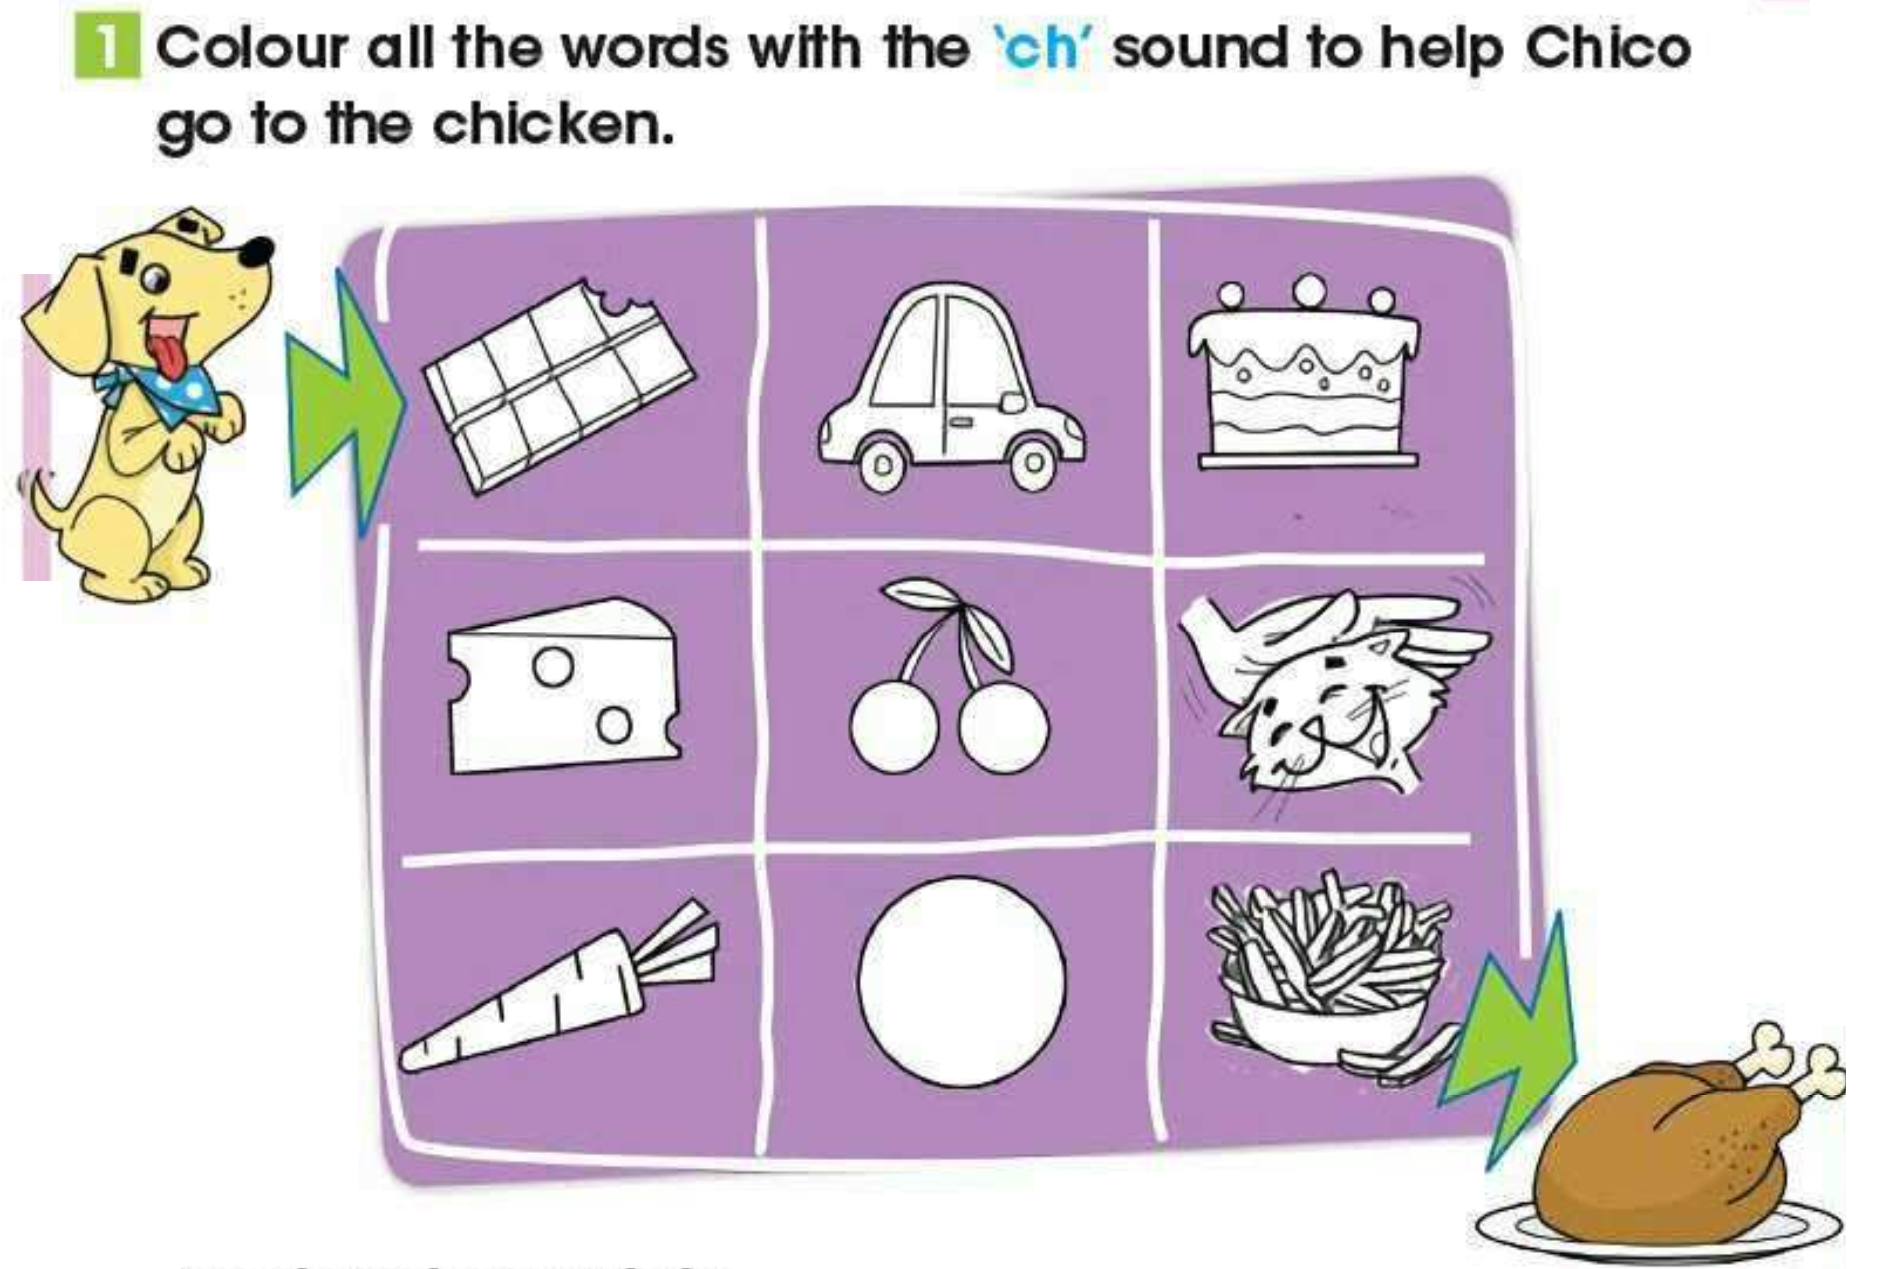 1 Colour all the words with the 'ch' sound to help Chico
go to the chicken.